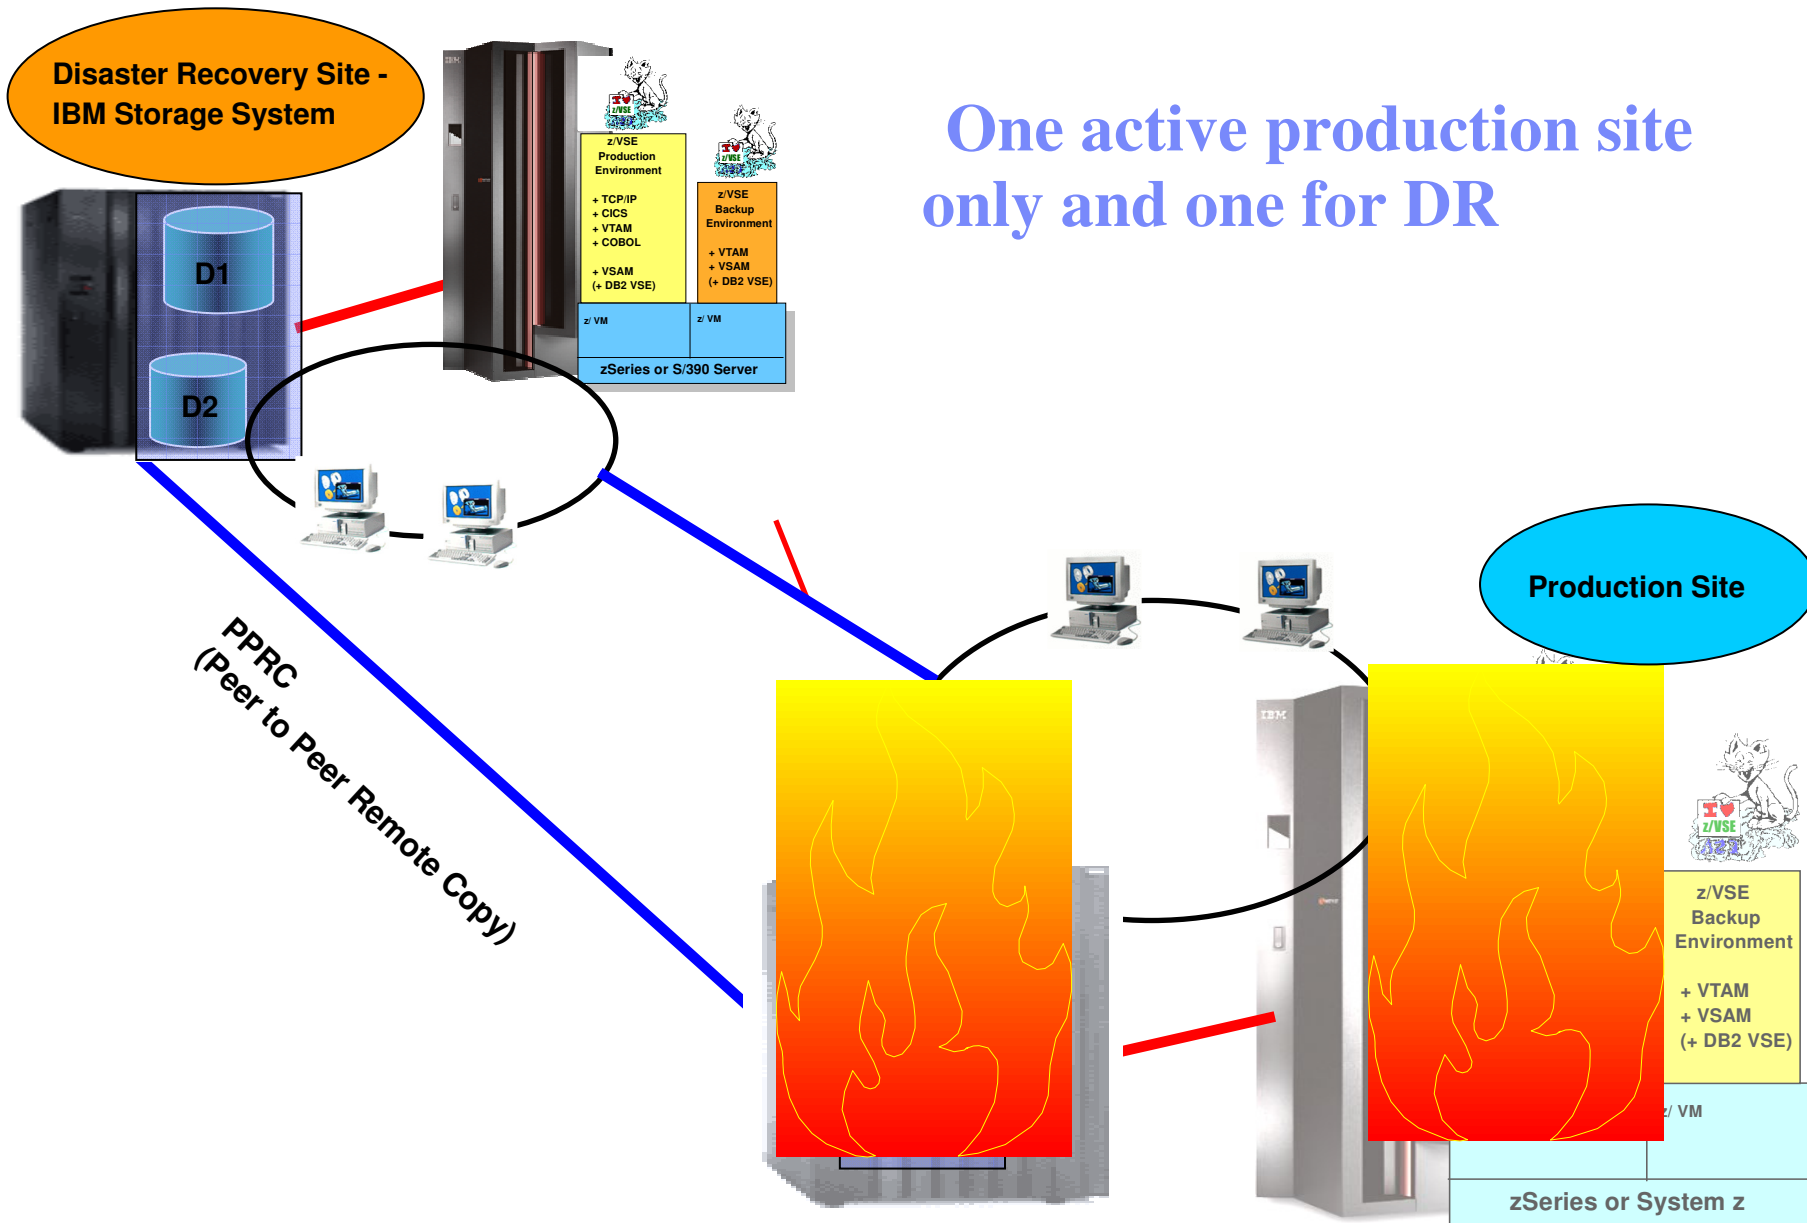 Disaster Recovery Site -
IBM Storage System
One active production site
only and one for DR
IBM
I ♥
z/VSE
I ♥
z/VSE
z/VSE
Production
Environment
+ TCP/IP
+ CICS
+ VTAM
+ COBOL
+ VSAM
(+ DB2 VSE)
z/VSE
Backup
Environment
+ VTAM
+ VSAM
(+ DB2 VSE)
z/ VM
z/ VM
zSeries or S/390 Server
D1
D2
PPRC
(Peer to Peer Remote Copy)
Production Site
IBM
I ♥
z/VSE
z/VSE
Backup
Environment
+ VTAM
+ VSAM
(+ DB2 VSE)
z/ VM
zSeries or System z